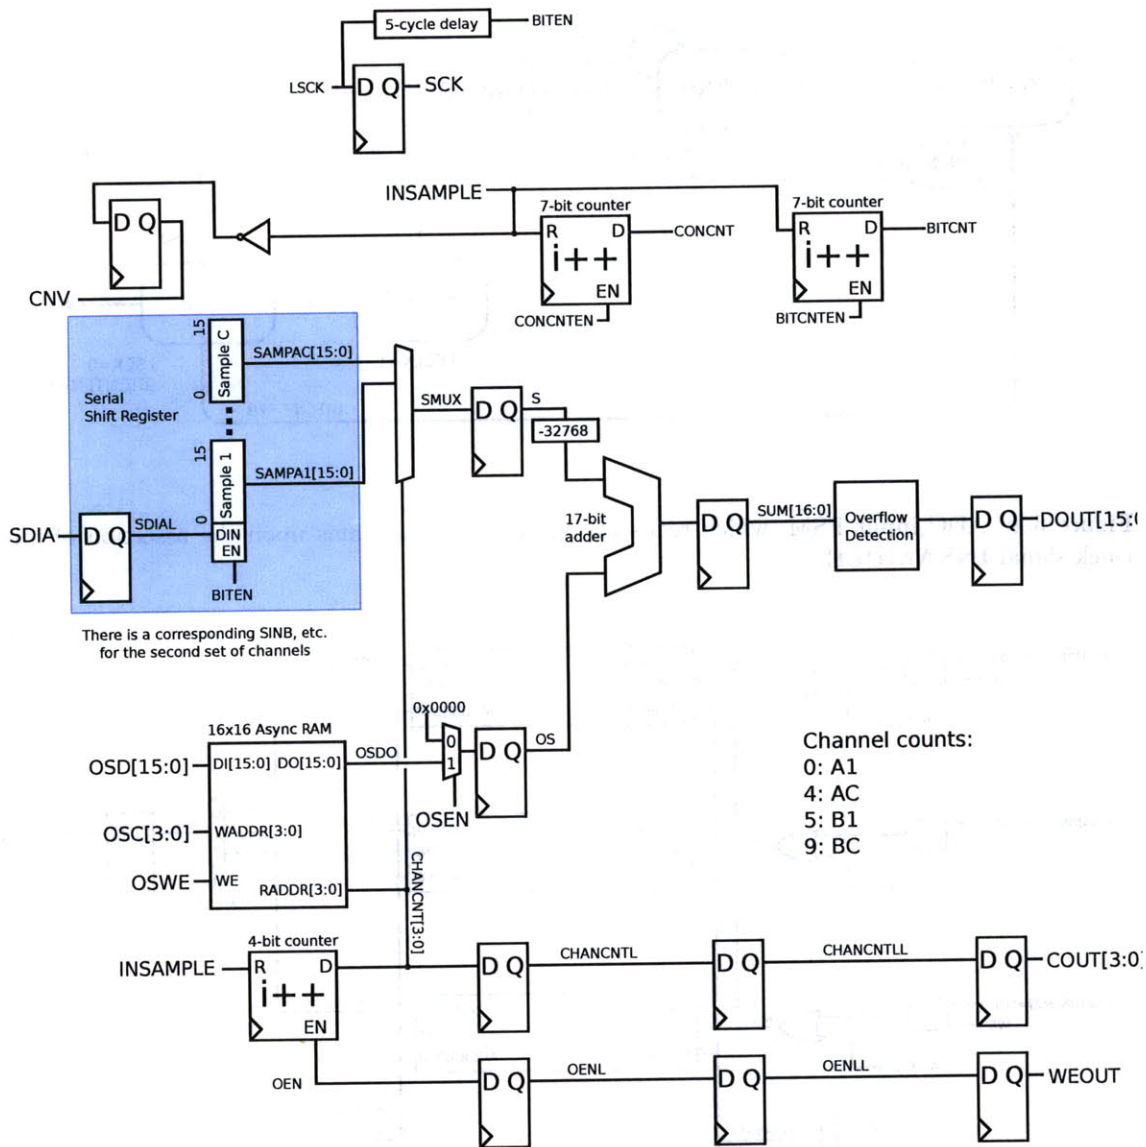 5-cycle delay
BITEN
LSCK
D Q
SCK
INSAMPLE
7-bit counter
7-bit counter
D Q
R D
i++
EN
CONCNT
R D
i++
EN
BITCNT
CNV
CONCNTEN
BITCNTEN
15
Sample C
0
SAMPAC[15:0]
Serial
Shift Register
SMUX
D Q
S
-32768
15
Sample 1
0
SAMPA1[15:0]
SDIA
D Q
SDIAL
DIN
EN
BITEN
17-bit
adder
D Q
SUM[16:0]
Overflow
Detection
D Q
DOUT[15:(
There is a corresponding SINB, etc.
for the second set of channels
0x0000
16x16 Async RAM
OSD[15:0]
DI[15:0] DO[15:0]
OSDO
0
1
D Q
OS
OSEN
OSC[3:0]
WADDR[3:0]
OSWE
WE
RADDR[3:0]
CHANCNT[3:0]
Channel counts:
0: A1
4: AC
5: B1
9: BC
4-bit counter
INSAMPLE
R D
i++
EN
D Q
CHANCNTL
D Q
CHANCNTLL
D Q
COUT[3:0]
OEN
D Q
OENL
D Q
OENLL
D Q
WEOUT